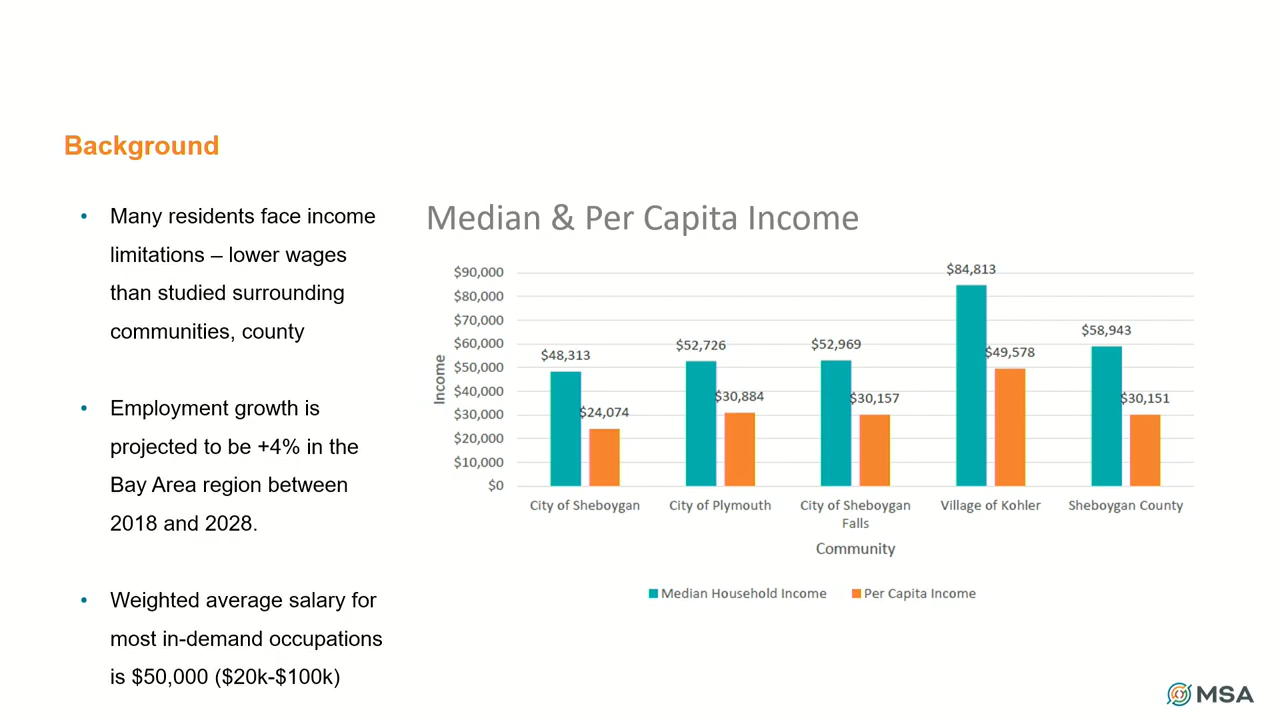 Background
• Many residents face income
limitations – lower wages
than studied surrounding
communities, county
• Employment growth is
projected to be +4% in the
Bay Area region between
2018 and 2028.
• Weighted average salary for
most in-demand occupations
is $50,000 ($20k-$100k)
Median & Per Capita Income
$90,000
$80,000
$70,000
$60,000
$50,000
$40,000
$30,000
$20,000
$10,000
$0
Income
$48,313
$24,074
$52,726
$30,884
$52,969
$30,157
$84,813
$49,578
$58,943
$30,151
City of Sheboygan
City of Plymouth
City of Sheboygan
Falls
Village of Kohler
Sheboygan County
Community
Median Household Income
Per Capita Income
MSA